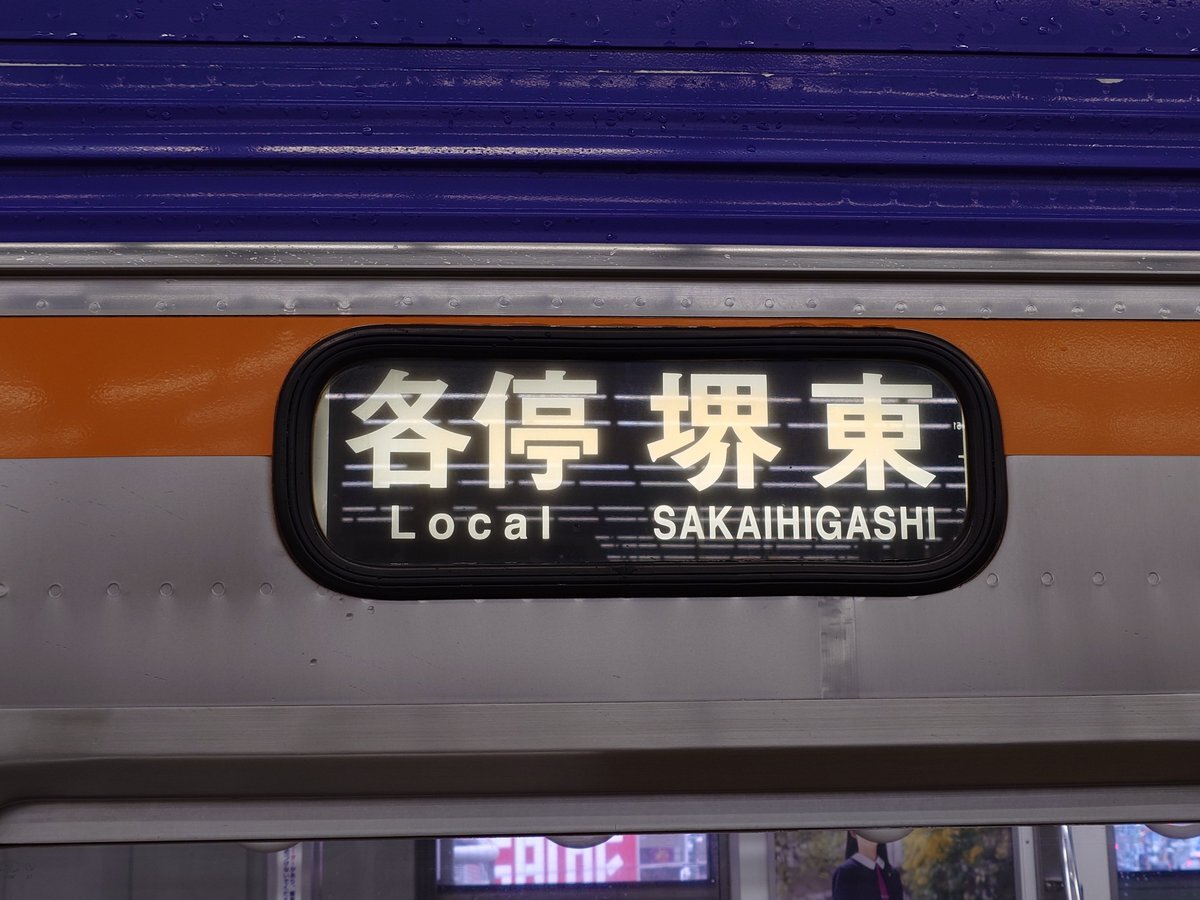 各停 堺東
Local SAKAIHIGASHI